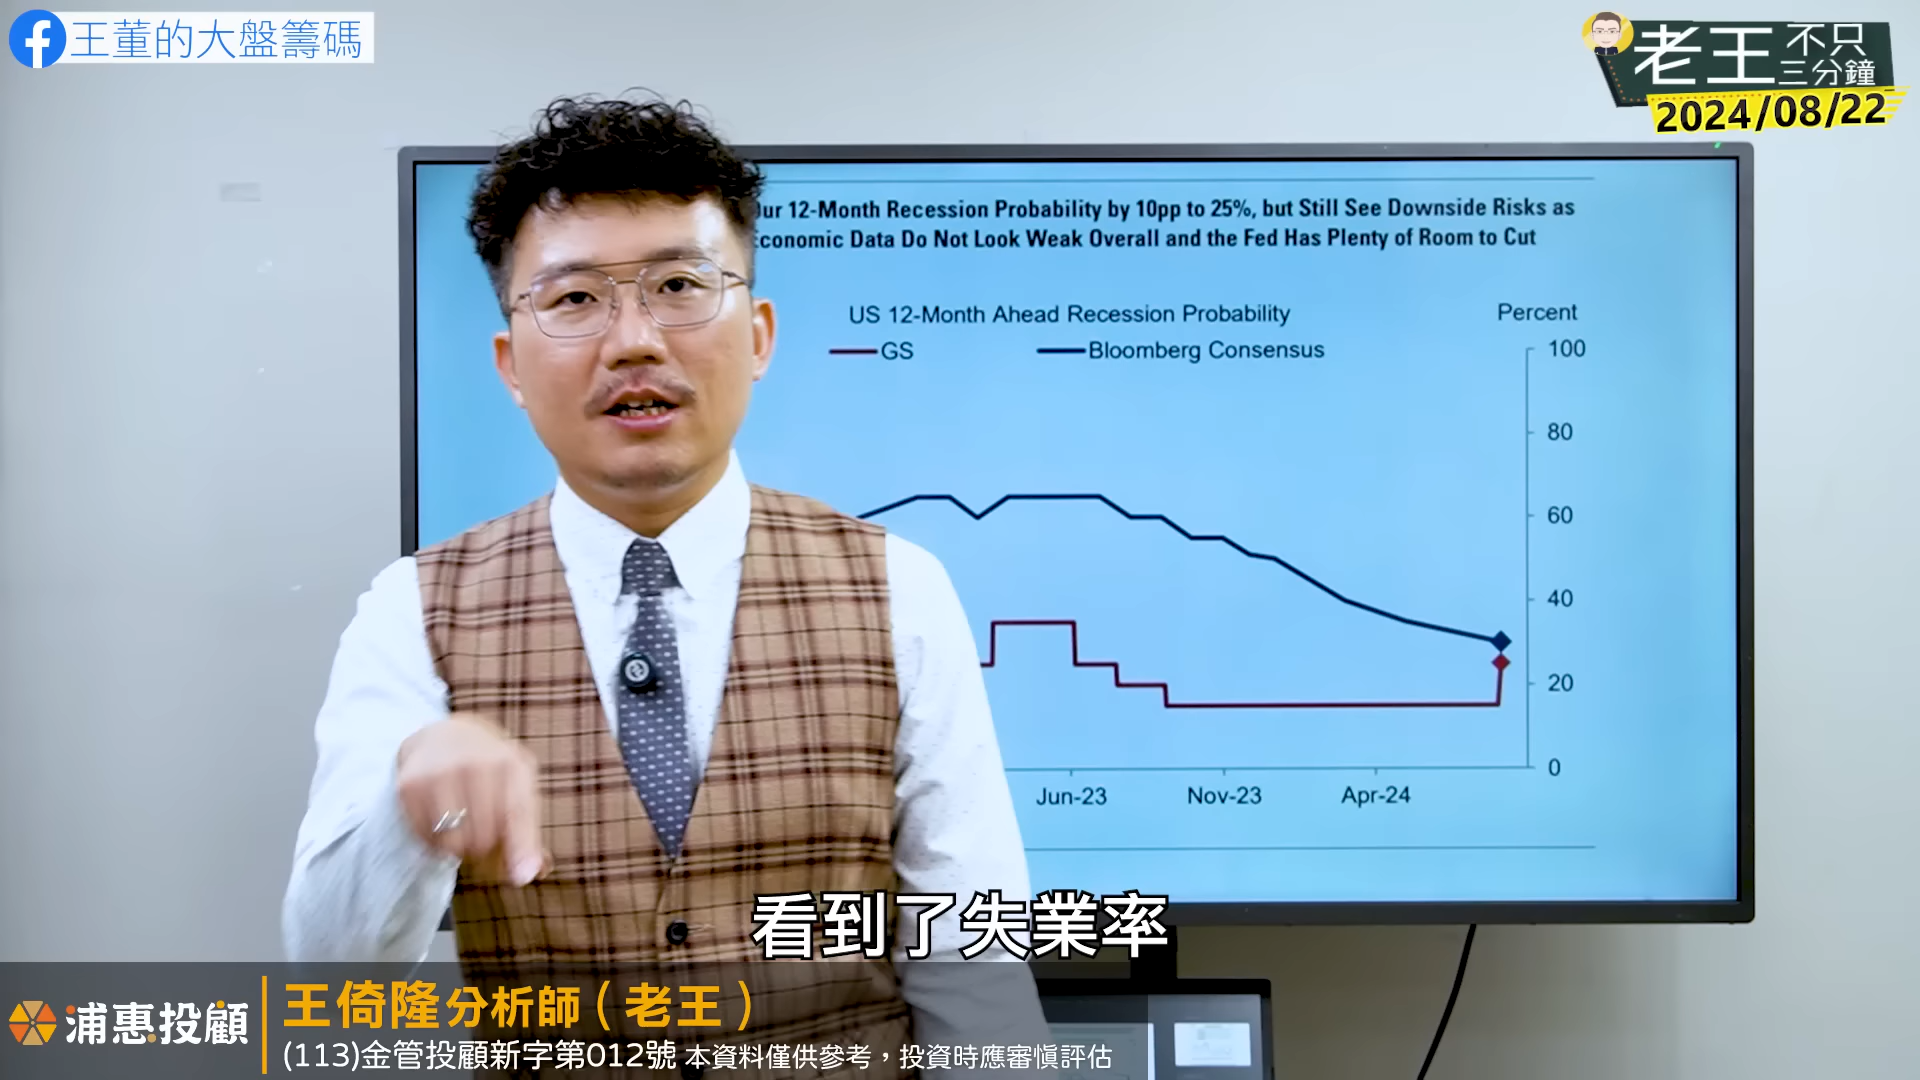 王董的大盤籌碼
老王 不只三分鐘
2024/08/22
Our 12-Month Recession Probability by 10pp to 25%, but Still See Downside Risks as
Economic Data Do Not Look Weak Overall and the Fed Has Plenty of Room to Cut
US 12-Month Ahead Recession Probability
Percent
GS
Bloomberg Consensus
100
80
60
40
20
0
Jun-23
Nov-23
Apr-24
看到了失業率
浦惠投顧
王倚隆分析師（老王）
(113)金管投顧新字第012號 本資料僅供參考，投資時應審慎評估